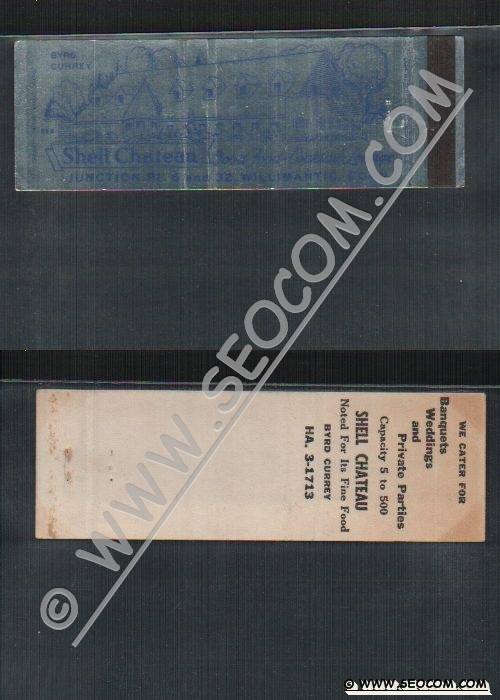 BYRD
CURREY
Shell Chateau
JUNCTION Rt. 6 and 32, WILLIMANTIC, CONN.
WE CATER FOR
Banquets
Weddings
and
Private Parties
Capacity 5 to 500
SHELL CHATEAU
Noted For Its Fine Food
BYRD CURREY
HA. 3-1713
© WWW.SEOCOM.COM
© WWW.SEOCOM.COM